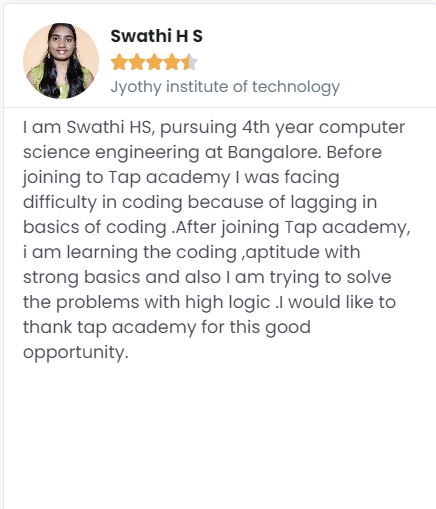 Swathi H S
Jyothy institute of technology
I am Swathi HS, pursuing 4th year computer
science engineering at Bangalore. Before
joining to Tap academy I was facing
difficulty in coding because of lagging in
basics of coding .After joining Tap academy,
i am learning the coding ,aptitude with
strong basics and also I am trying to solve
the problems with high logic .I would like to
thank tap academy for this good
opportunity.